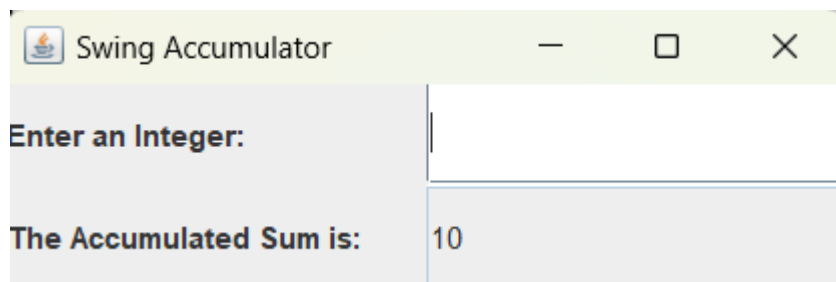 Swing Accumulator
Enter an Integer:
The Accumulated Sum is: 10